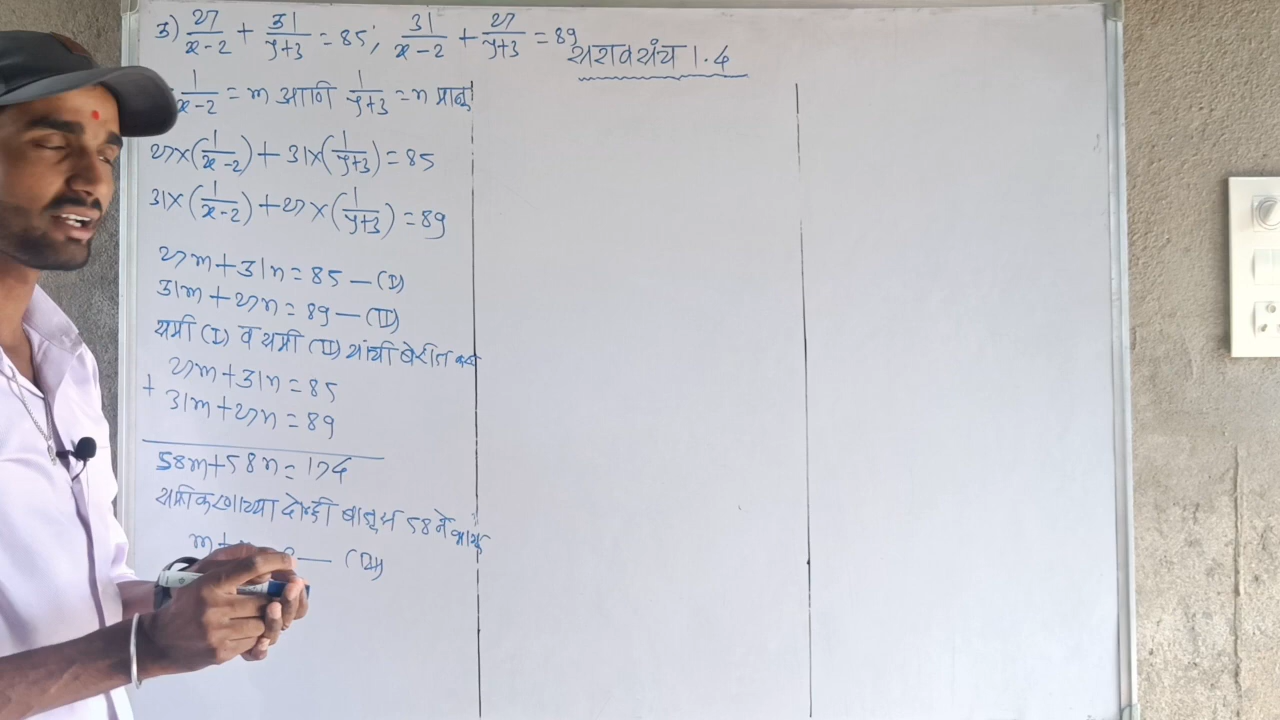 3) 27/x-2 + 31/y+3 = 85; 31/x-2 + 27/y+3 = 89
सरावसंच 1.4
1/x-2 = m आणि 1/y+3 = n मानू
27×(1/x-2) + 31×(1/y+3) = 85
31×(1/x-2) + 27×(1/y+3) = 89
27m + 31n = 85 — (I)
31m + 27n = 89 — (II)
समी (I) व समी (II) यांची बेरीज करू
27m + 31n = 85
+ 31m + 27n = 89
58m + 58n = 174
समीकरणाच्या दोन्ही बाजूंस 58 ने भागू
m + — (III)